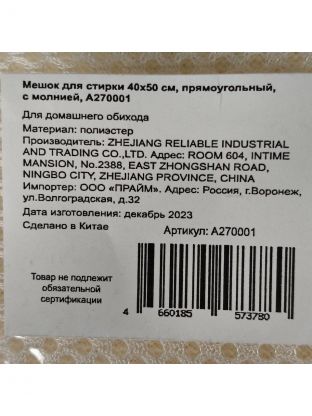 Мешок для стирки 40х50 см, прямоугольный,
с молнией, А270001
Для домашнего обихода
Материал: полиэстер
Производитель: ZHEJIANG RELIABLE INDUSTRIAL
AND TRADING CO.,LTD. Адрес: ROOM 604, INTIME
MANSION, No.2388, EAST ZHONGSHAN ROAD,
NINGBO CITY, ZHEJIANG PROVINCE, CHINA
Импортер: ООО «ПРАЙМ». Адрес: Россия, г.Воронеж,
ул.Волгоградская, д.32
Дата изготовления: декабрь 2023
Сделано в Китае Артикул: А270001
Товар не подлежит
обязательной
сертификации
4 660185 573780